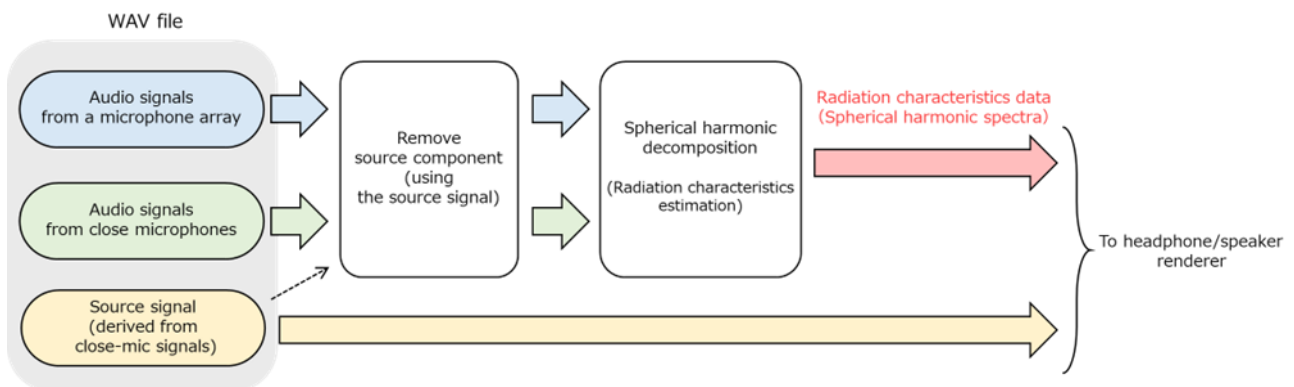 WAV file
Audio signals
from a microphone array
Audio signals
from close microphones
Source signal
(derived from
close-mic signals)
Remove
source component
(using
the source signal)
Spherical harmonic
decomposition
(Radiation characteristics
estimation)
Radiation characteristics data
(Spherical harmonic spectra)
To headphone/speaker
renderer